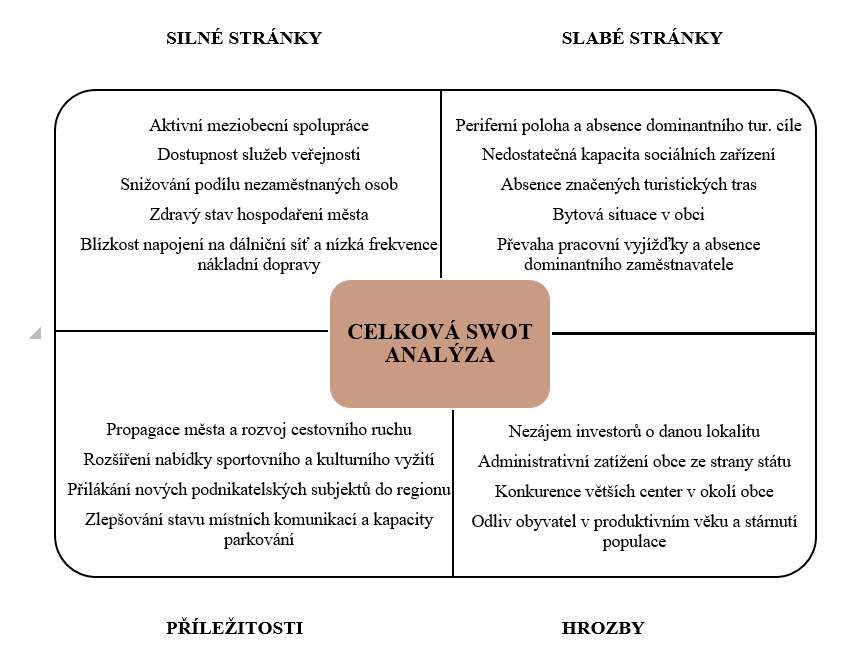 SILNÉ STRÁNKY
SLABÉ STRÁNKY
Aktivní meziobecní spolupráce
Dostupnost služeb veřejnosti
Snižování podílu nezaměstnaných osob
Zdravý stav hospodaření města
Blízkost napojení na dálniční síť a nízká frekvence
nákladní dopravy
Periferní poloha a absence dominantního tur. cíle
Nedostatečná kapacita sociálních zařízení
Absence značených turistických tras
Bytová situace v obci
Převaha pracovní vyjížďky a absence
dominantního zaměstnavatele
CELKOVÁ SWOT
ANALÝZA
Propagace města a rozvoj cestovního ruchu
Rozšíření nabídky sportovního a kulturního vyžití
Přilákání nových podnikatelských subjektů do regionu
Zlepšování stavu místních komunikací a kapacity
parkování
Nezájem investorů o danou lokalitu
Administrativní zatížení obce ze strany státu
Konkurence větších center v okolí obce
Odliv obyvatel v produktivním věku a stárnutí
populace
PŘÍLEŽITOSTI
HROZBY